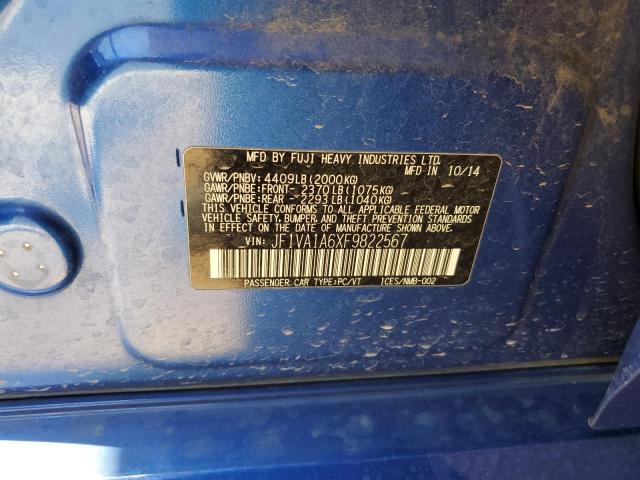 MFD BY FUJI HEAVY INDUSTRIES LTD.
MFD IN 10/14
GVWR/PNBV: 4409LB (2000KG)
GAWR/PNBE:FRONT- 2370LB (1075KG)
GAWR/PNBE:REAR - 2293LB (1040KG)
THIS VEHICLE CONFORMS TO ALL APPLICABLE FEDERAL MOTOR
VEHICLE SAFETY, BUMPER, AND THEFT PREVENTION STANDARDS
IN EFFECT ON THE DATE OF MANUFACTURE SHOWN ABOVE.
VIN: JF1VA1A6XF9822567
PASSENGER CAR TYPE:PC/VT ICES/NMB-002